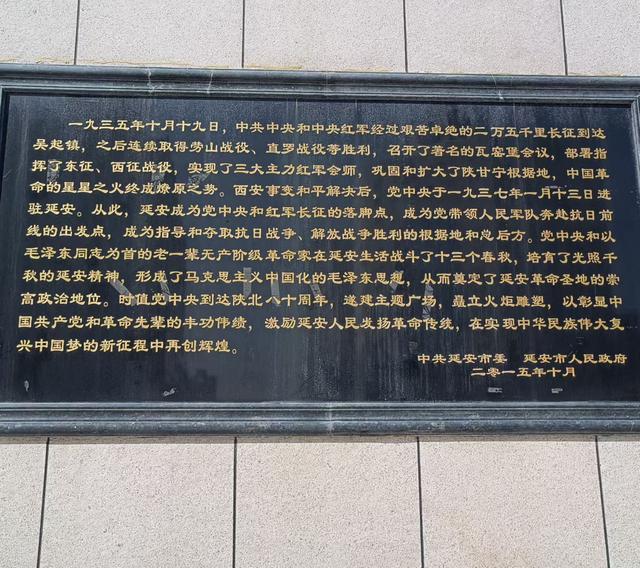 一九三五年十月十九日，中共中央和中央红军经过艰苦卓绝的二万五千里长征到达
吴起镇，之后连续取得劳山战役、直罗战役等胜利，召开了著名的瓦窑堡会议，部署指
挥了东征、西征战役，实现了三大主力红军会师，巩固和扩大了陕甘宁根据地，中国革
命的星星之火终成燎原之势。西安事变和平解决后，党中央于一九三七年一月十三日进
驻延安。从此，延安成为党中央和红军长征的落脚点，成为党带领人民军队奔赴抗日前
线的出发点，成为指导和夺取抗日战争、解放战争胜利的根据地和总后方。党中央和以
毛泽东同志为首的老一辈无产阶级革命家在延安生活战斗了十三个春秋，培育了光照千
秋的延安精神，形成了马克思主义中国化的毛泽东思想，从而奠定了延安革命圣地的崇
高政治地位。时值党中央到达陕北八十周年，遂建主题广场，矗立火炬雕塑，以彰显中
国共产党和革命先辈的丰功伟绩，激励延安人民发扬革命传统，在实现中华民族伟大复
兴中国梦的新征程中再创辉煌。
中共延安市委 延安市人民政府
二零一五年十月